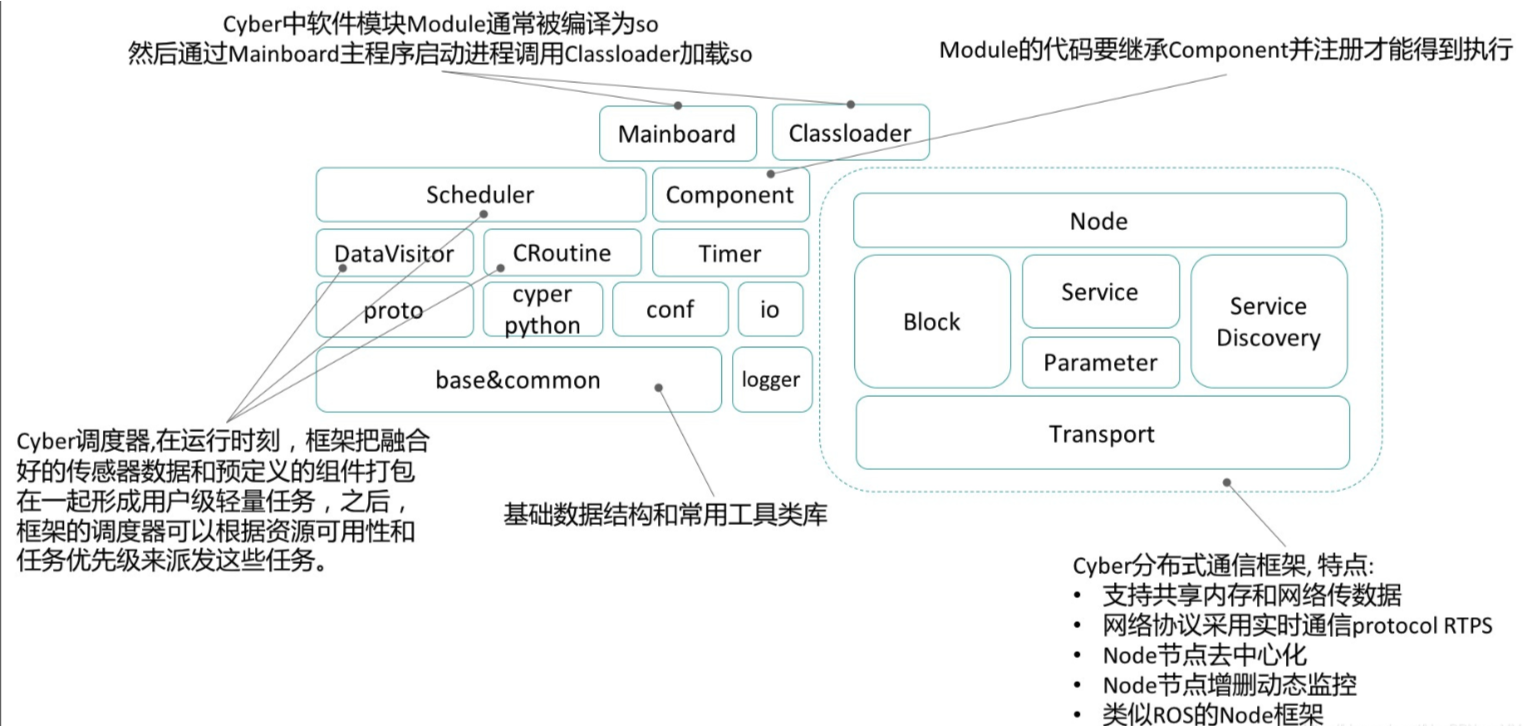 Cyber中软件模块Module通常被编译为so
然后通过Mainboard主程序启动进程调用Classloader加载so
Module的代码要继承Component并注册才能得到执行
Mainboard
Classloader
Scheduler
Component
DataVisitor
CRoutine
Timer
proto
cyper
python
conf
io
base&common
logger
Node
Block
Service
Parameter
Service
Discovery
Transport
Cyber调度器,在运行时刻，框架把融合
好的传感器数据和预定义的组件打包
在一起形成用户级轻量任务，之后，
框架的调度器可以根据资源可用性和
任务优先级来派发这些任务。
基础数据结构和常用工具类库
Cyber分布式通信框架, 特点:
• 支持共享内存和网络传数据
• 网络协议采用实时通信protocol RTPS
• Node节点去中心化
• Node节点增删动态监控
• 类似ROS的Node框架